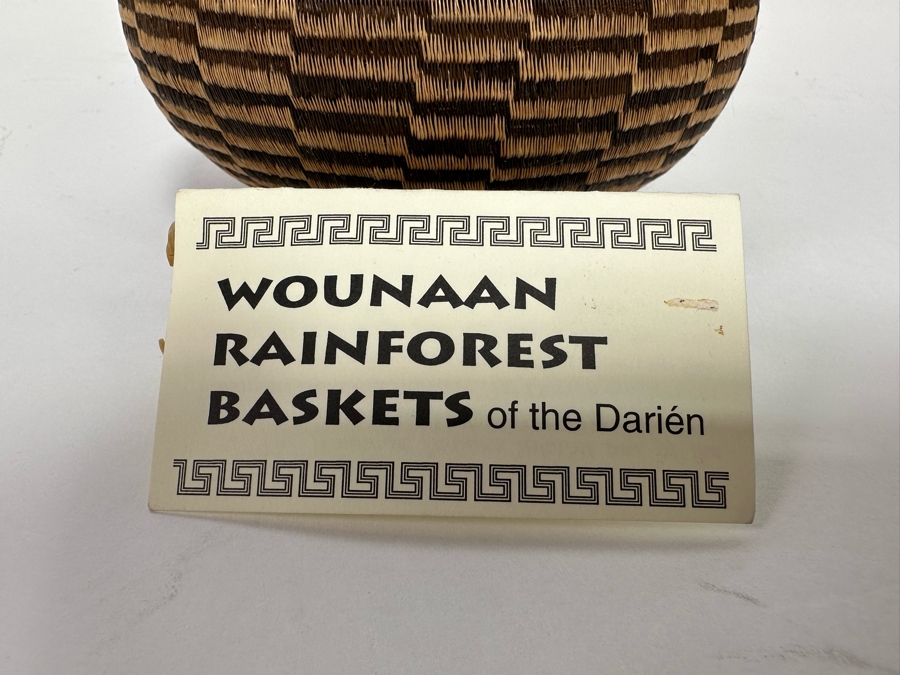 WOUNAAN
RAINFOREST
BASKETS of the Darién